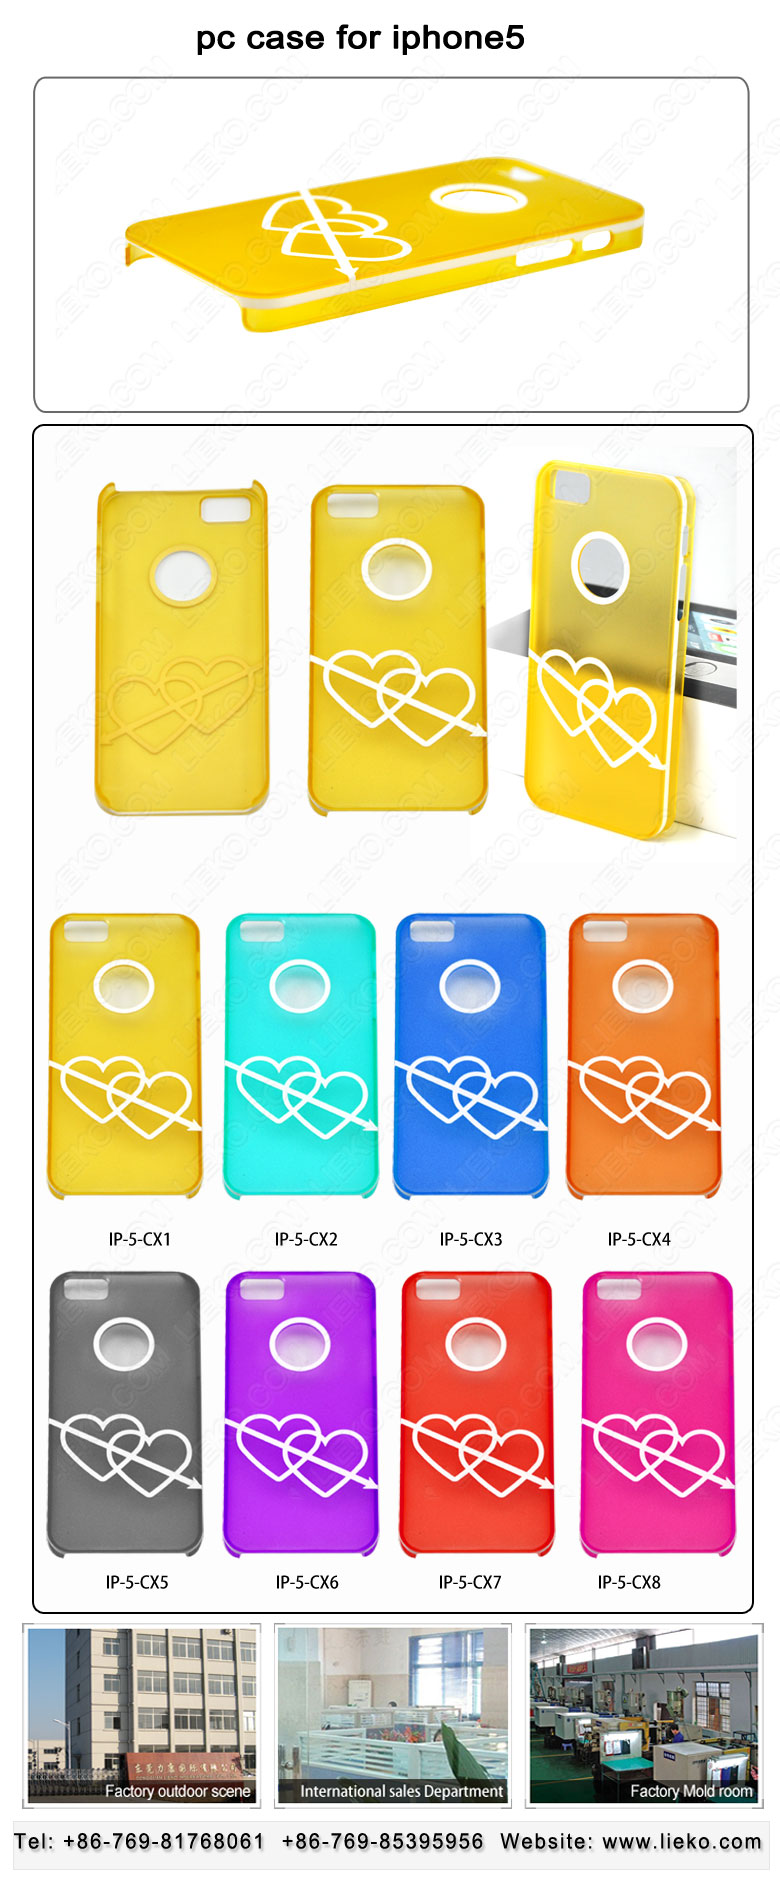 pc case for iphone5
LIEKO.COM
IP-5-CX1 IP-5-CX2 IP-5-CX3 IP-5-CX4
IP-5-CX5 IP-5-CX6 IP-5-CX7 IP-5-CX8
Factory outdoor scene
International sales Department
Factory Mold room
Tel: +86-769-81768061 +86-769-85395956 Website: www.lieko.com